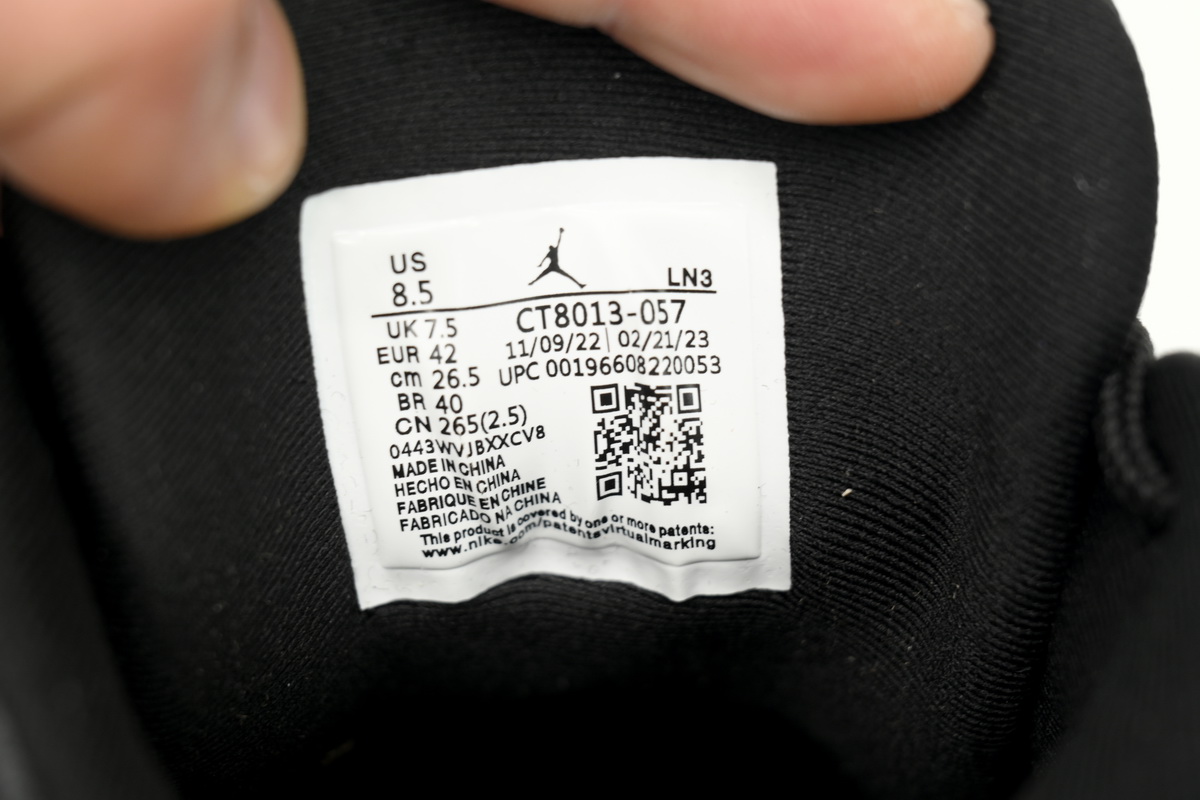 US
8.5
LN3
UK 7.5
EUR 42
cm 26.5
BR 40
CN 265(2.5)
CT8013-057
11/09/22 | 02/21/23
UPC 00196608220053
0443WVJBXXCV8
MADE IN CHINA
HECHO EN CHINA
FABRIQUE EN CHINE
FABRICADO NA CHINA
This product is covered by one or more patents:
www.nike.com/patentsvirtualmarking